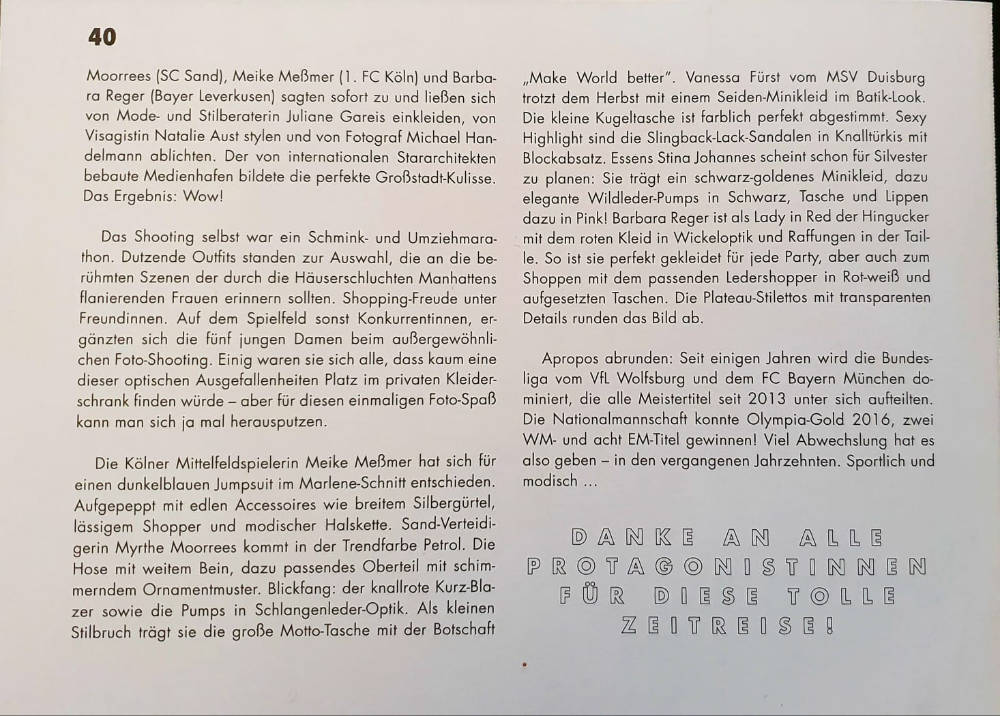 40
Moorrees (SC Sand), Meike Meßmer (1. FC Köln) und Barba-
ra Reger (Bayer Leverkusen) sagten sofort zu und ließen sich
von Mode- und Stilberaterin Juliane Gareis einkleiden, von
Visagistin Natalie Aust stylen und von Fotograf Michael Han-
delmann ablichten. Der von internationalen Stararchitekten
bebaute Medienhafen bildete die perfekte Großstadt-Kulisse.
Das Ergebnis: Wow!
Das Shooting selbst war ein Schmink- und Umziehmara-
thon. Dutzende Outfits standen zur Auswahl, die an die be-
rühmten Szenen der durch die Häuserschluchten Manhattens
flanierenden Frauen erinnern sollten. Shopping-Freude unter
Freundinnen. Auf dem Spielfeld sonst Konkurrentinnen, er-
gänzten sich die fünf jungen Damen beim außergewöhnli-
chen Foto-Shooting. Einig waren sie sich alle, dass kaum eine
dieser optischen Ausgefallenheiten Platz im privaten Kleider-
schrank finden würde – aber für diesen einmaligen Foto-Spaß
kann man sich ja mal herausputzen.
Die Kölner Mittelfeldspielerin Meike Meßmer hat sich für
einen dunkelblauen Jumpsuit im Marlene-Schnitt entschieden.
Aufgepeppt mit edlen Accessoires wie breitem Silbergürtel,
lässigem Shopper und modischer Halskette. Sand-Verteidi-
gerin Myrthe Moorrees kommt in der Trendfarbe Petrol. Die
Hose mit weitem Bein, dazu passendes Oberteil mit schim-
merndem Ornamentmuster. Blickfang: der knallrote Kurz-Bla-
zer sowie die Pumps in Schlangenleder-Optik. Als kleinen
Stilbruch trägt sie die große Motto-Tasche mit der Botschaft
„Make World better". Vanessa Fürst vom MSV Duisburg
trotzt dem Herbst mit einem Seiden-Minikleid im Batik-Look.
Die kleine Kugeltasche ist farblich perfekt abgestimmt. Sexy
Highlight sind die Slingback-Lack-Sandalen in Knalltürkis mit
Blockabsatz. Essens Stina Johannes scheint schon für Silvester
zu planen: Sie trägt ein schwarz-goldenes Minikleid, dazu
elegante Wildleder-Pumps in Schwarz, Tasche und Lippen
dazu in Pink! Barbara Reger ist als Lady in Red der Hingucker
mit dem roten Kleid in Wickeloptik und Raffungen in der Tail-
le. So ist sie perfekt gekleidet für jede Party, aber auch zum
Shoppen mit dem passenden Ledershopper in Rot-weiß und
aufgesetzten Taschen. Die Plateau-Stilettos mit transparenten
Details runden das Bild ab.
Apropos abrunden: Seit einigen Jahren wird die Bundes-
liga vom VfL Wolfsburg und dem FC Bayern München do-
miniert, die alle Meistertitel seit 2013 unter sich aufteilten.
Die Nationalmannschaft konnte Olympia-Gold 2016, zwei
WM- und acht EM-Titel gewinnen! Viel Abwechslung hat es
also geben – in den vergangenen Jahrzehnten. Sportlich und
modisch ...
DANKE AN ALLE
PROTAGONISTINNEN
FÜR DIESE TOLLE
ZEITREISE!